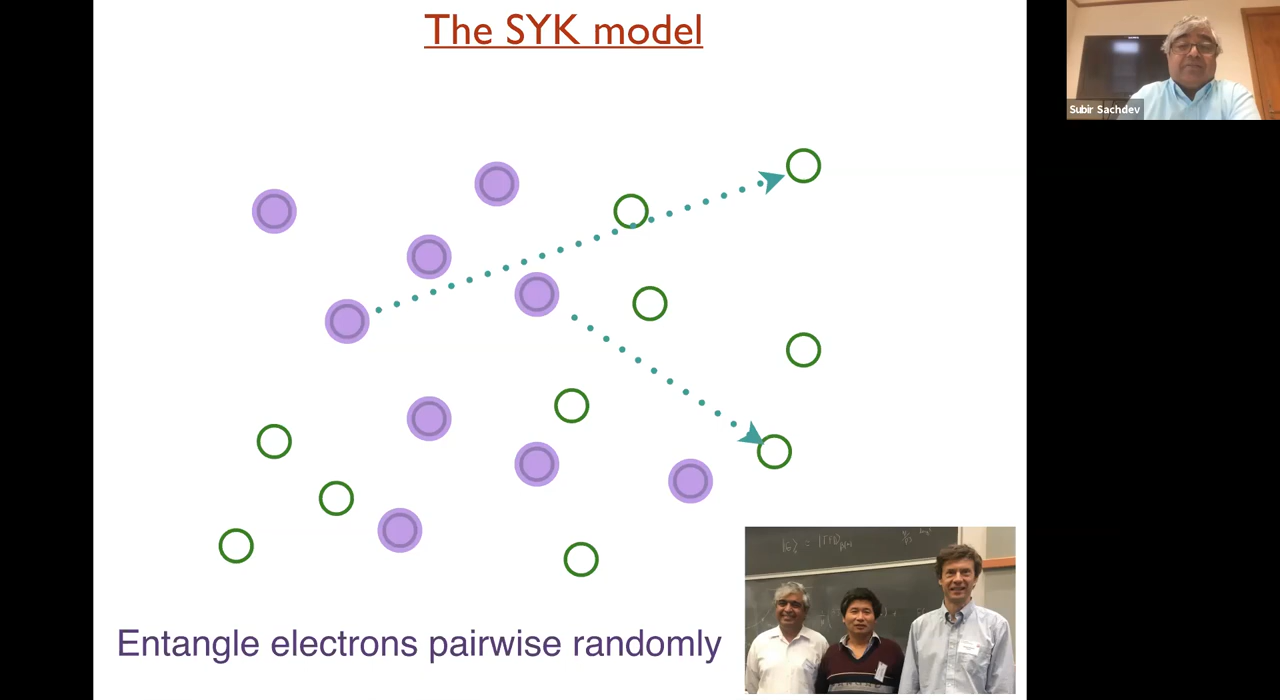 The SYK model
Subir Sachdev
Entangle electrons pairwise randomly